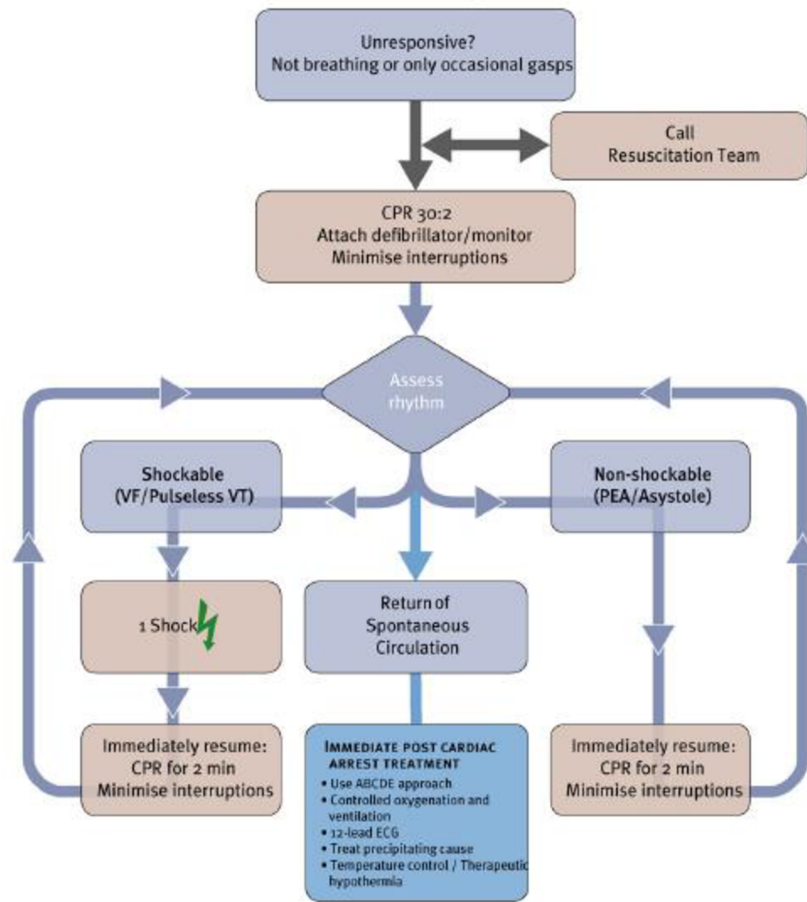 Unresponsive?
Not breathing or only occasional gasps
Call
Resuscitation Team
CPR 30:2
Attach defibrillator/monitor
Minimise interruptions
Assess
rhythm
Shockable
(VF/Pulseless VT)
Non-shockable
(PEA/Asystole)
1 Shock
Return of
Spontaneous
Circulation
Immediately resume:
CPR for 2 min
Minimise interruptions
IMMEDIATE POST CARDIAC
ARREST TREATMENT
• Use ABCDE approach
• Controlled oxygenation and
ventilation
• 12-lead ECG
• Treat precipitating cause
• Temperature control / Therapeutic
hypothermia
Immediately resume:
CPR for 2 min
Minimise interruptions